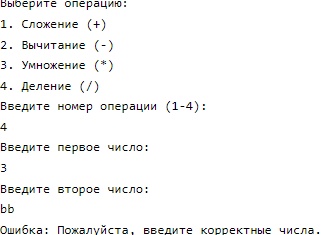 Выберите операцию:
1. Сложение (+)
2. Вычитание (-)
3. Умножение (*)
4. Деление (/)
Введите номер операции (1-4):
4
Введите первое число:
3
Введите второе число:
bb
Ошибка: Пожалуйста, введите корректные числа.